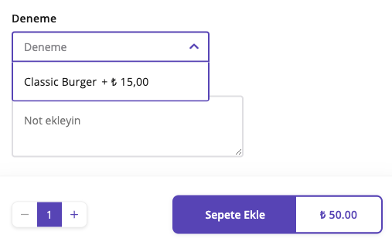 Deneme
Deneme
Classic Burger + ₺ 15,00
Not ekleyin
− 1 +
Sepete Ekle
₺ 50.00